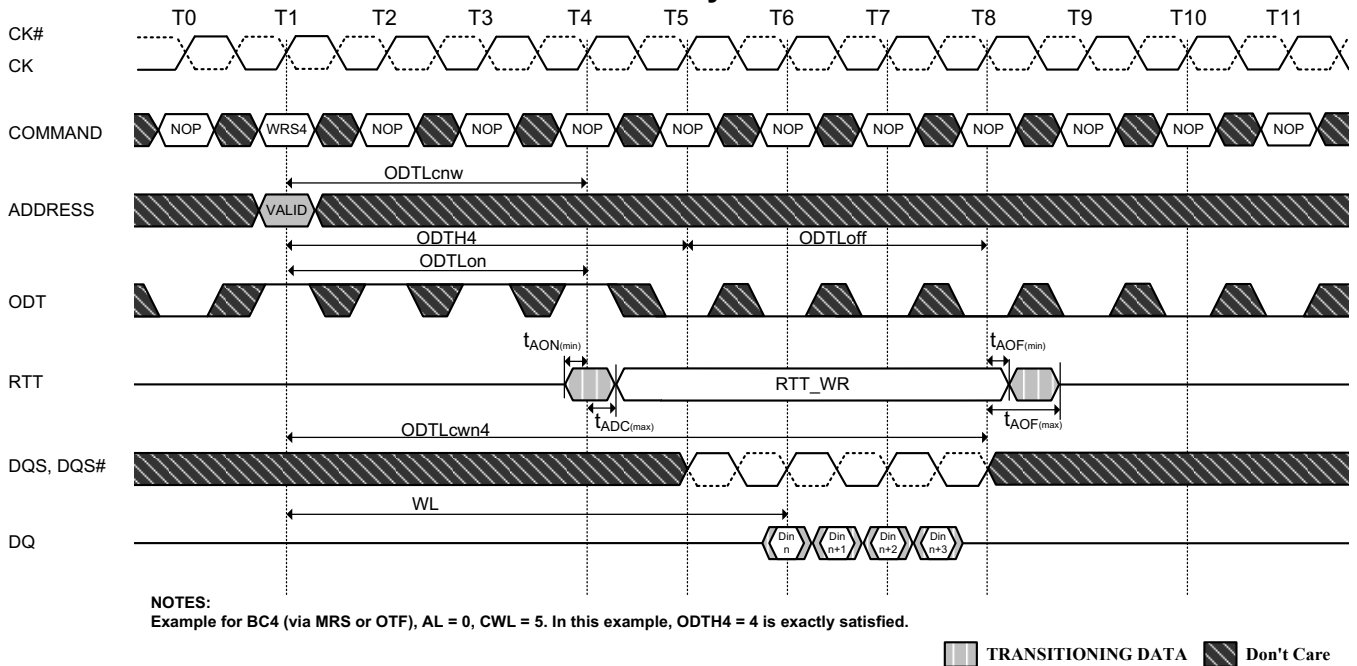 T0 T1 T2 T3 T4 T5 T6 T7 T8 T9 T10 T11
CK#
CK
COMMAND NOP WRS4 NOP NOP NOP NOP NOP NOP NOP NOP NOP NOP
ODTLcnw
ADDRESS VALID
ODTH4 ODTLoff
ODTLon
ODT
tAON(min) tAOF(min)
RTT RTT_WR
tADC(max) tAOF(max)
ODTLcwn4
DQS, DQS#
WL
DQ Din n Din n+1 Din n+2 Din n+3
NOTES:
Example for BC4 (via MRS or OTF), AL = 0, CWL = 5. In this example, ODTH4 = 4 is exactly satisfied.
TRANSITIONING DATA Don't Care